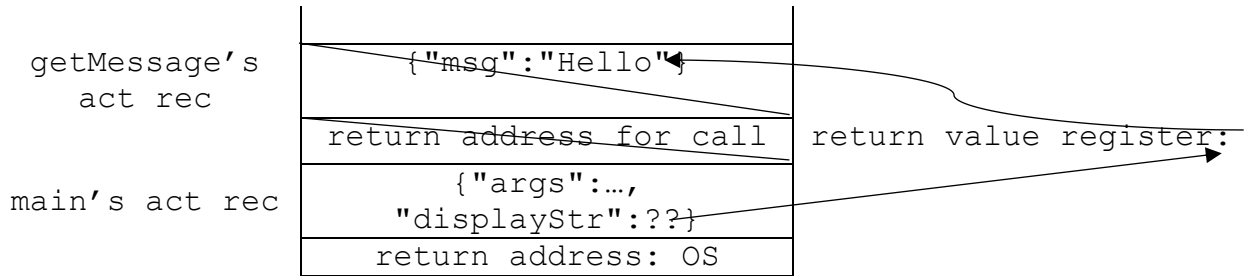 getMessage’s
act rec
{"msg":"Hello"}
return address for call
return value register:
main’s act rec
{"args":…,
"displayStr":??}
return address: OS